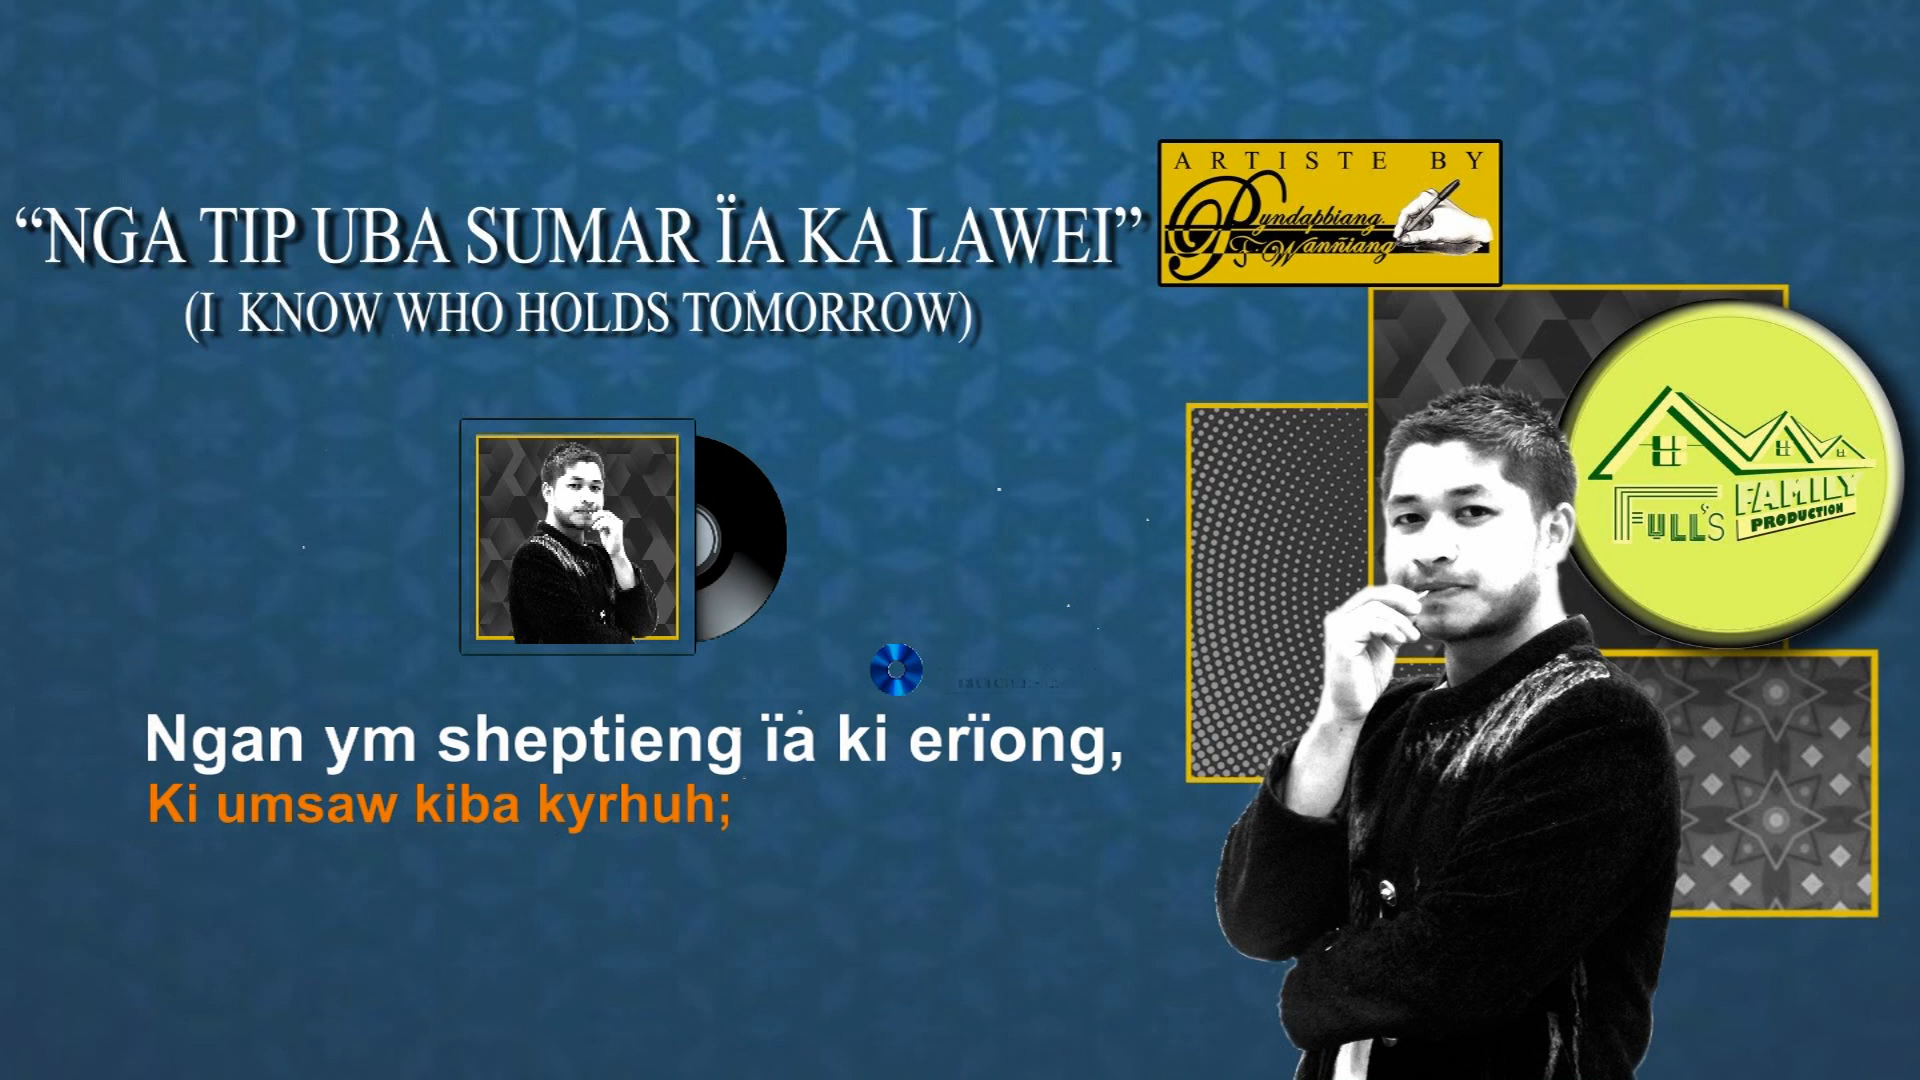 “NGA TIP UBA SUMAR ÏA KA LAWEI”
(I KNOW WHO HOLDS TOMORROW)
ARTISTE BY
Pyndapbiang.
T. Wanñiang
FULL'S FAMILY
PRODUCTION
Ngan ym sheptieng ïa ki erïong,
Ki umsaw kiba kyrhuh;